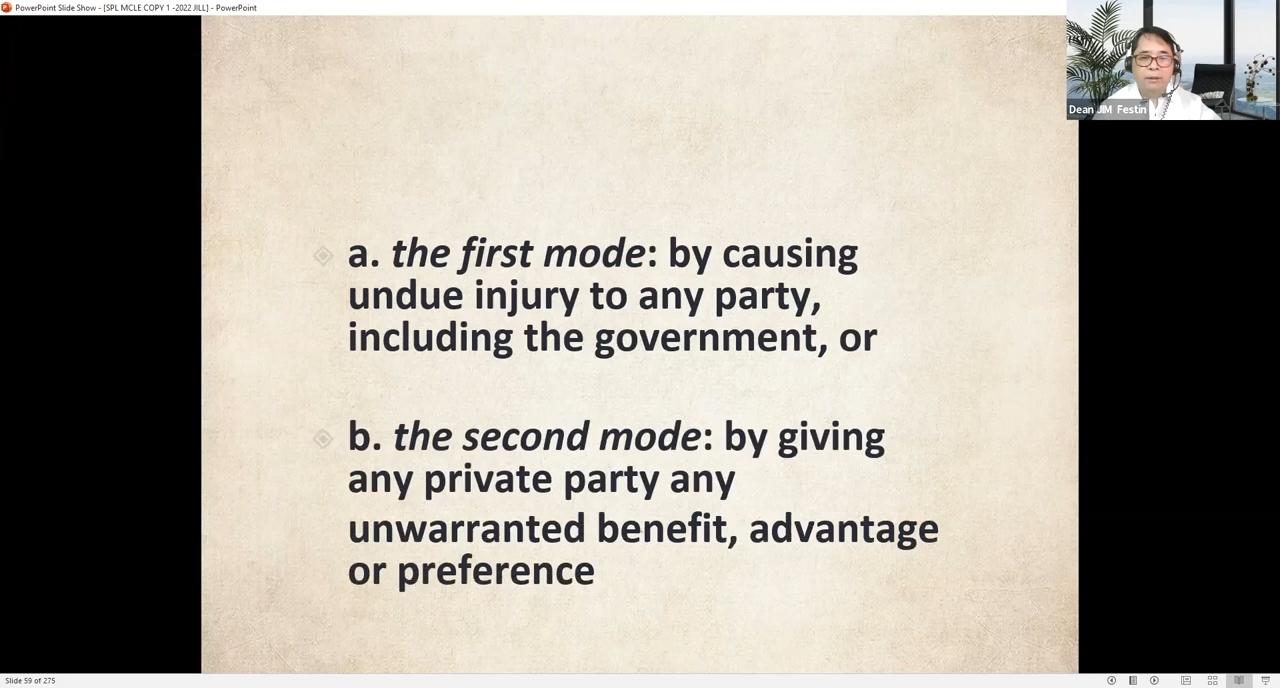 PowerPoint Slide Show - [SPL MCLE COPY 1 -2022 JILL] - PowerPoint
Dean JIM Festin
a. the first mode: by causing
undue injury to any party,
including the government, or
b. the second mode: by giving
any private party any
unwarranted benefit, advantage
or preference
Slide 59 of 275